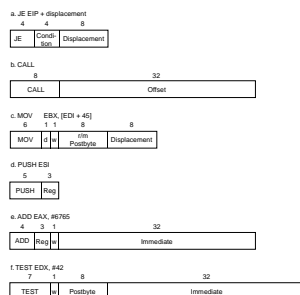 a. JE EIP + displacement
4 4 8
JE Condi-tion Displacement
b. CALL
8 32
CALL Offset
c. MOV EBX, [EDI + 45]
6 1 1 8 8
MOV d w r/m Postbyte Displacement
d. PUSH ESI
5 3
PUSH Reg
e. ADD EAX, #6765
4 3 1 32
ADD Reg w Immediate
f. TEST EDX, #42
7 1 8 32
TEST w Postbyte Immediate